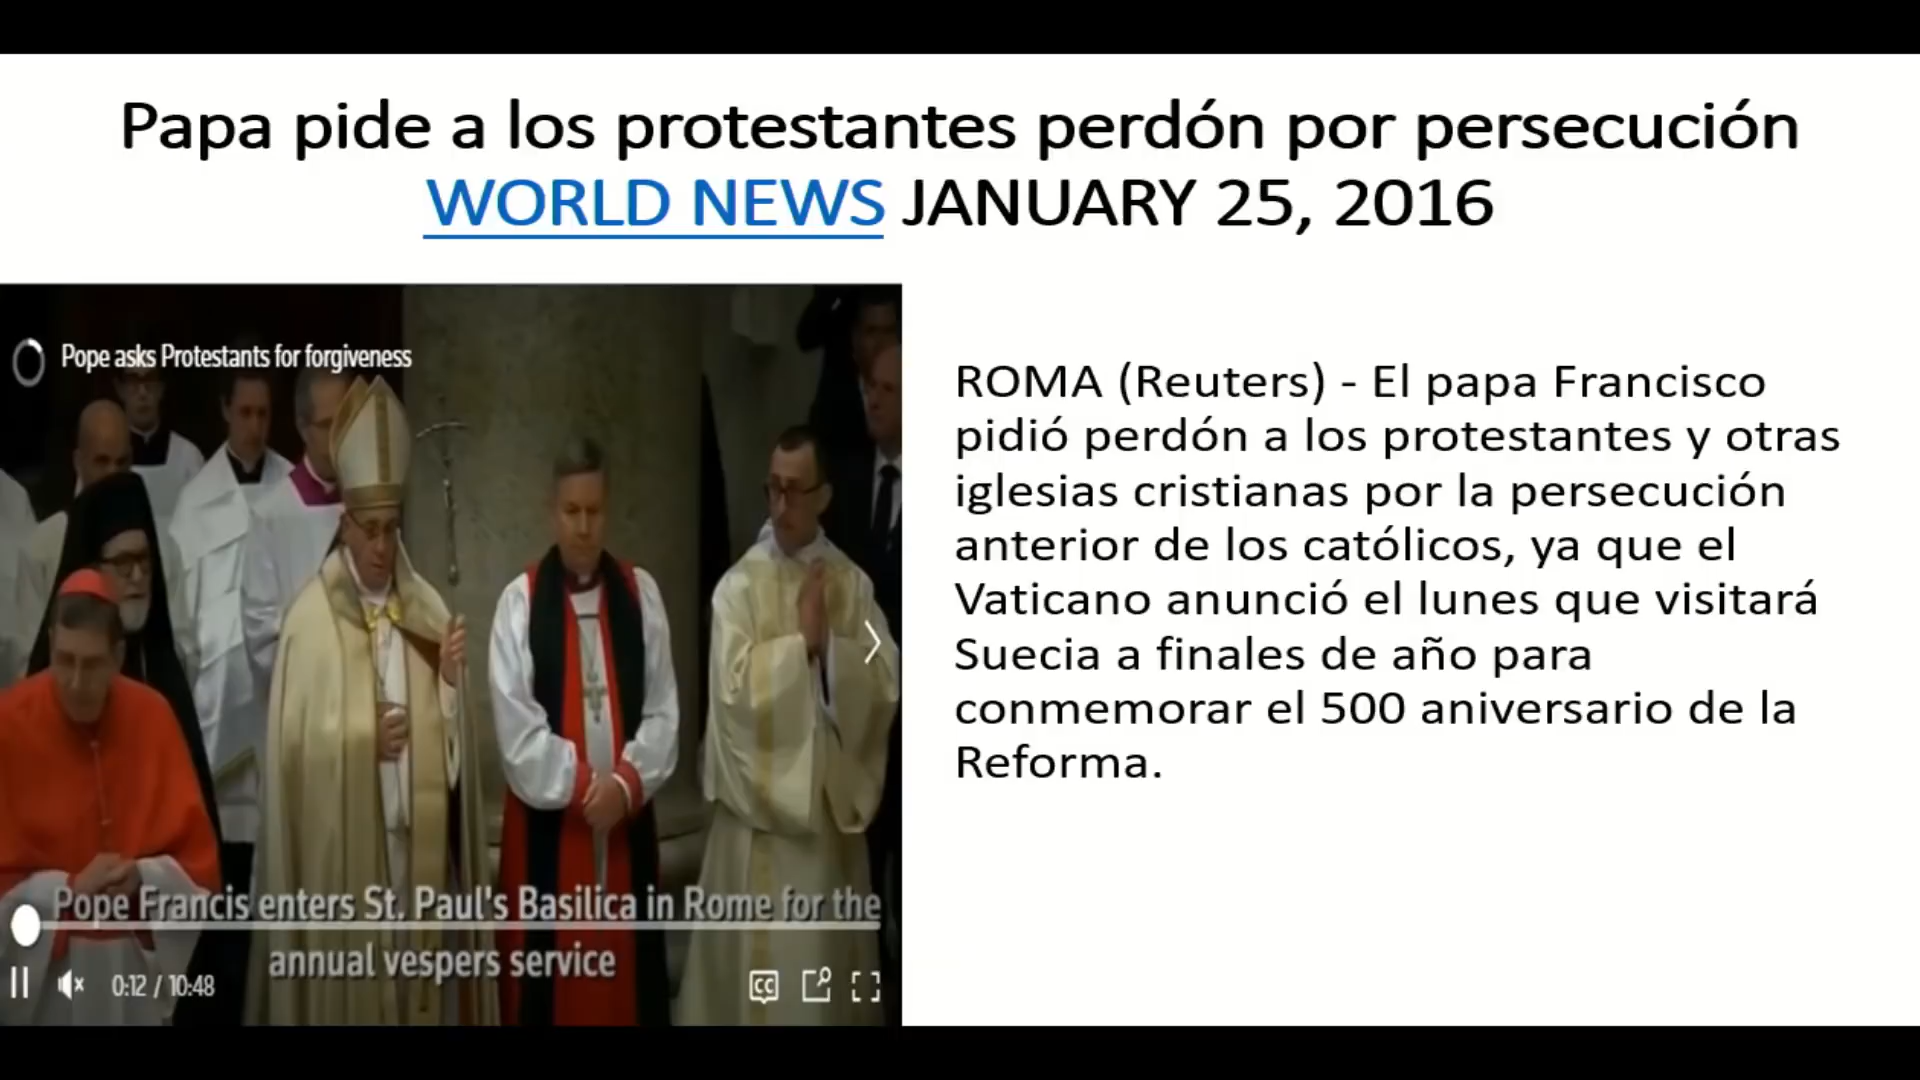 Papa pide a los protestantes perdón por persecución
WORLD NEWS JANUARY 25, 2016
Pope asks Protestants for forgiveness
Pope Francis enters St. Paul's Basilica in Rome for the
annual vespers service
0:12 / 10:48
CC
ROMA (Reuters) - El papa Francisco
pidió perdón a los protestantes y otras
iglesias cristianas por la persecución
anterior de los católicos, ya que el
Vaticano anunció el lunes que visitará
Suecia a finales de año para
conmemorar el 500 aniversario de la
Reforma.